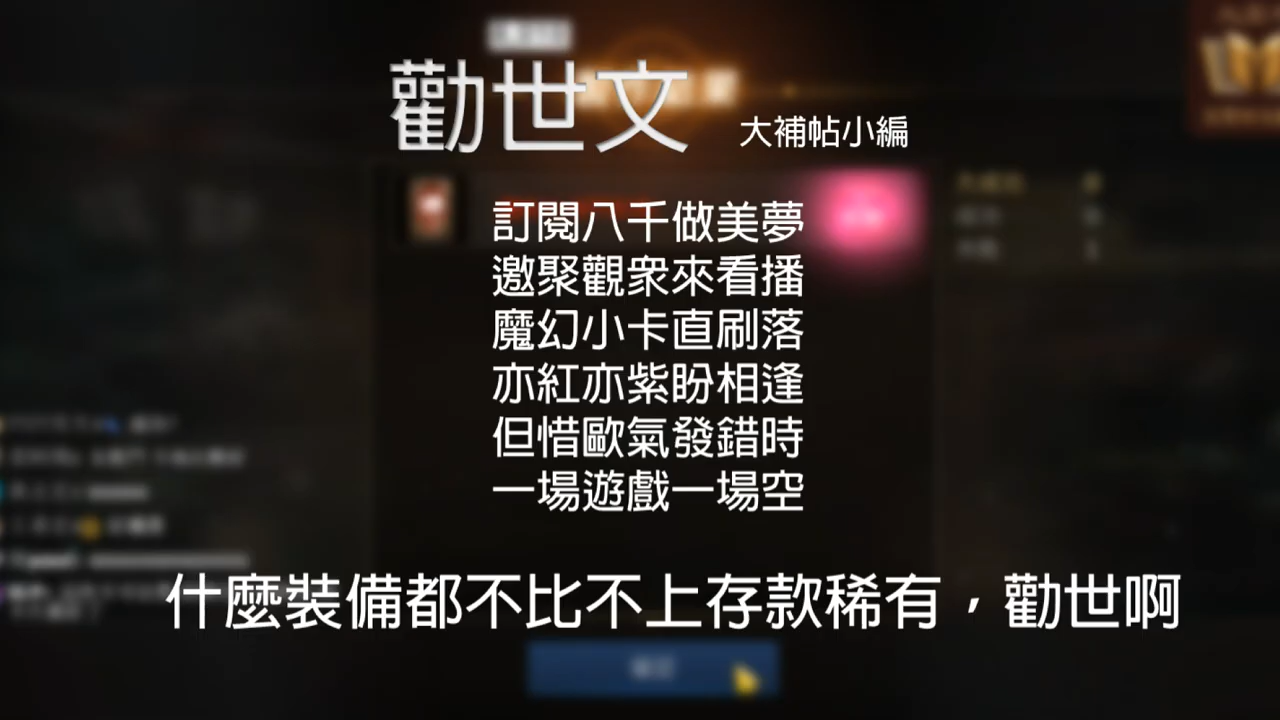 勸世文
大補帖小編
訂閱八千做美夢
邀聚觀眾來看播
魔幻小卡直刷落
亦紅亦紫盼相逢
但惜歐氣發錯時
一場遊戲一場空
什麼裝備都不比不上存款稀有，勸世啊